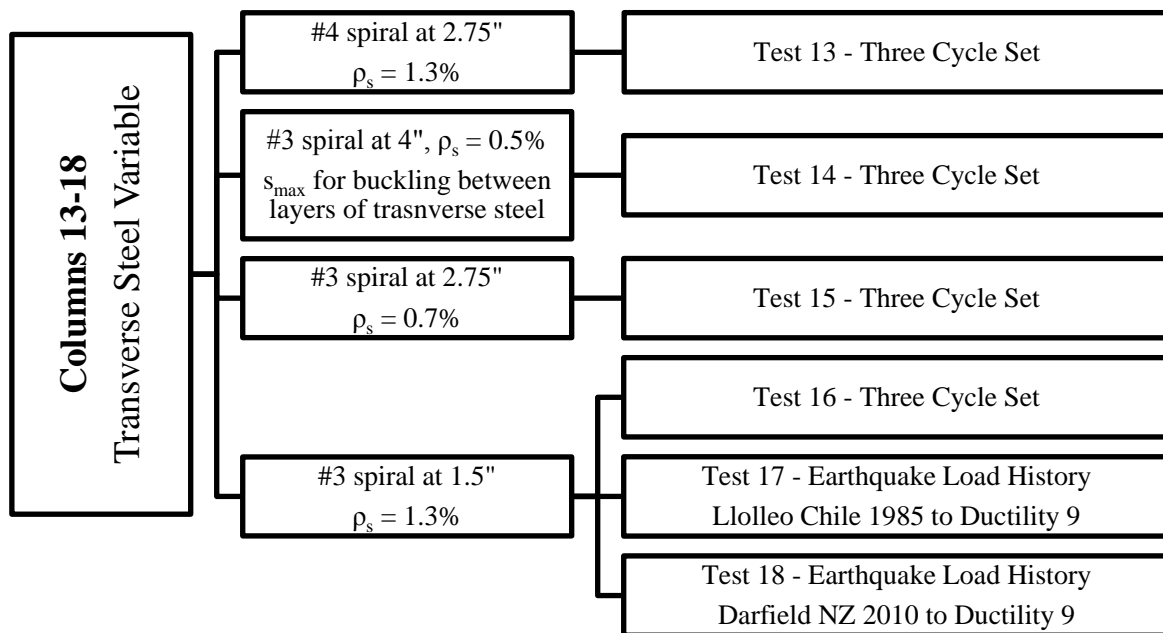 Columns 13-18
Transverse Steel Variable
#4 spiral at 2.75"
ρs = 1.3%
Test 13 - Three Cycle Set
#3 spiral at 4", ρs = 0.5%
smax for buckling between
layers of trasnverse steel
Test 14 - Three Cycle Set
#3 spiral at 2.75"
ρs = 0.7%
Test 15 - Three Cycle Set
#3 spiral at 1.5"
ρs = 1.3%
Test 16 - Three Cycle Set
Test 17 - Earthquake Load History
Llolleo Chile 1985 to Ductility 9
Test 18 - Earthquake Load History
Darfield NZ 2010 to Ductility 9